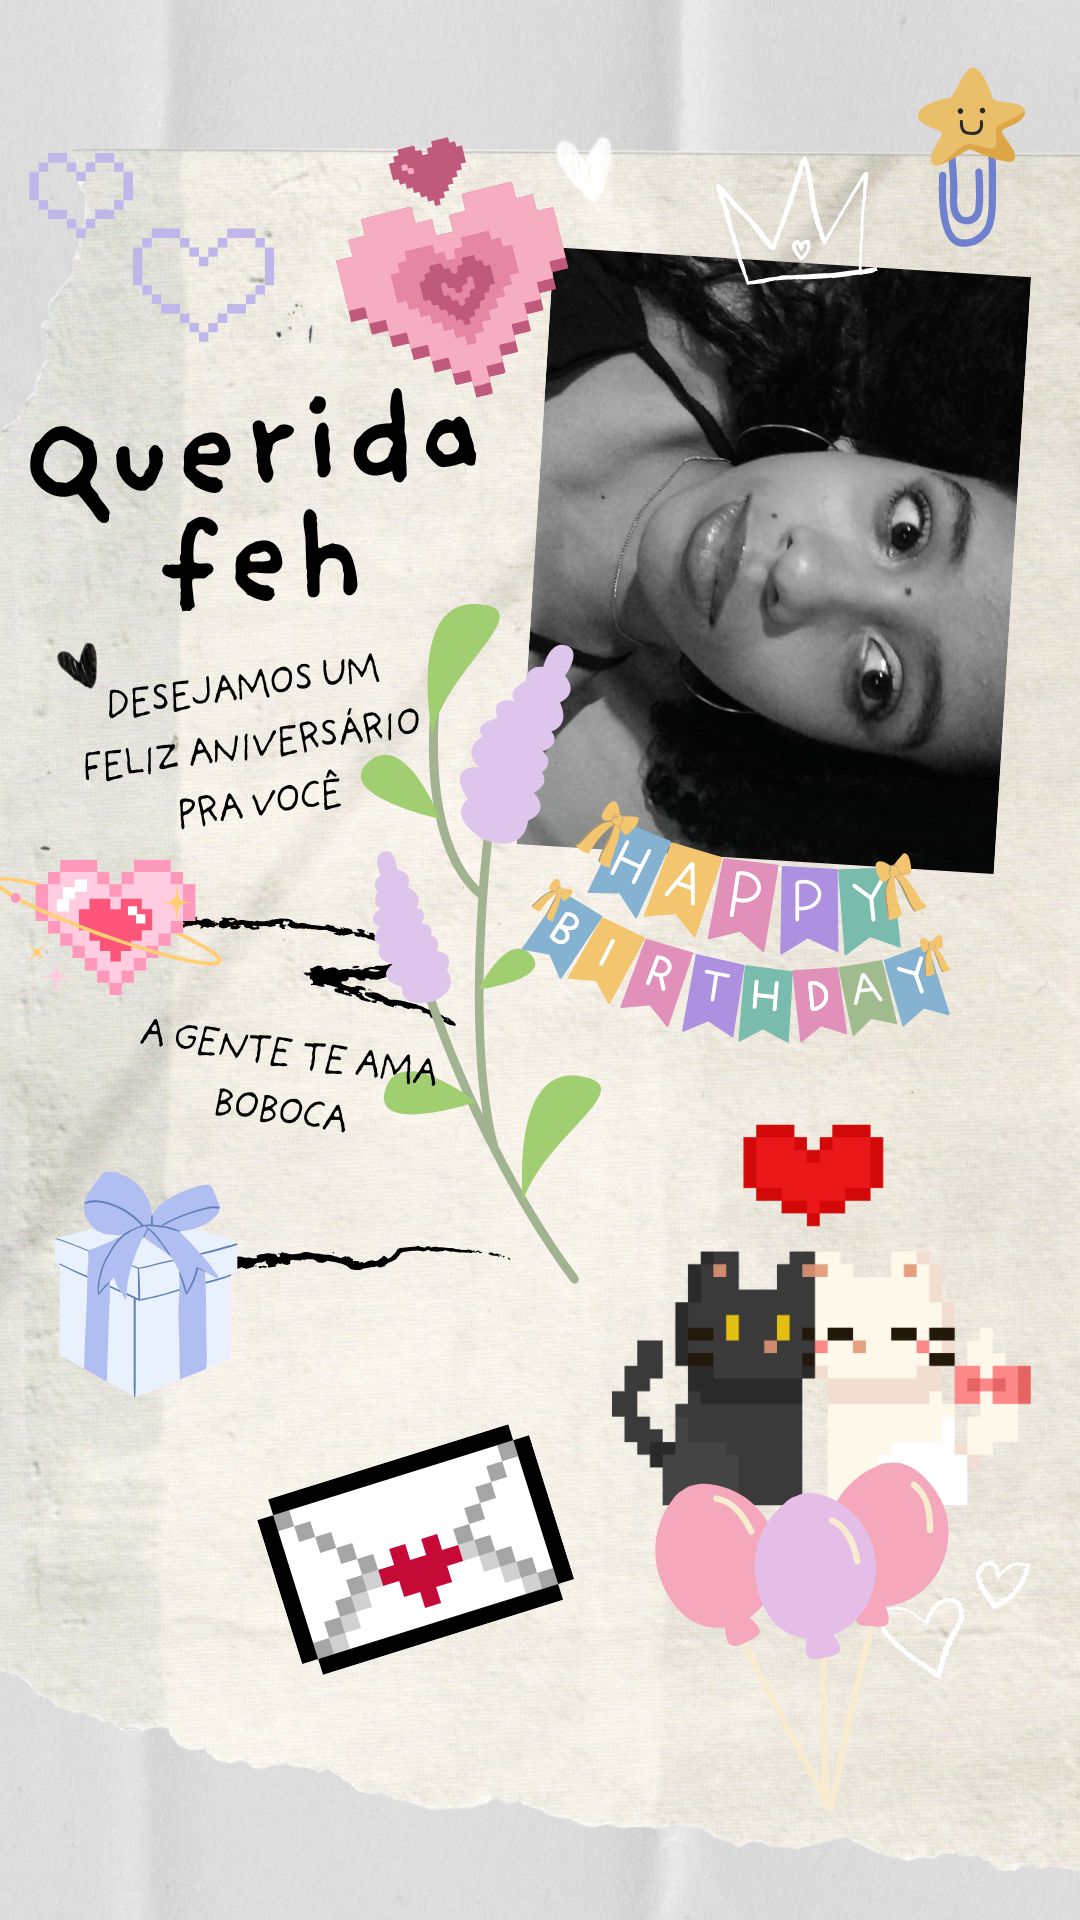 Querida
feh
DESEJAMOS UM
FELIZ ANIVERSÁRIO
PRA VOCÊ
HAPPY
BIRTHDAY
A GENTE TE AMA
BOBOCA